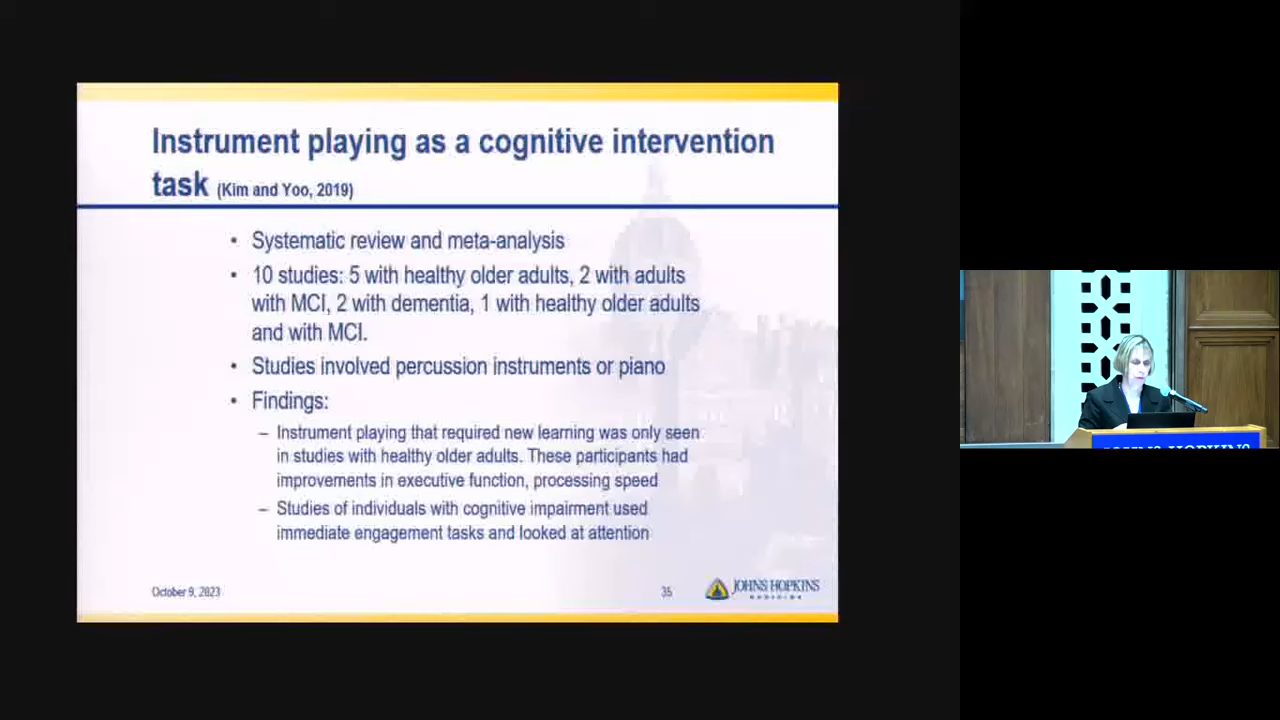 Instrument playing as a cognitive intervention
task (Kim and Yoo, 2019)
• Systematic review and meta-analysis
• 10 studies: 5 with healthy older adults, 2 with adults
with MCI, 2 with dementia, 1 with healthy older adults
and with MCI.
• Studies involved percussion instruments or piano
• Findings:
– Instrument playing that required new learning was only seen
in studies with healthy older adults. These participants had
improvements in executive function, processing speed
– Studies of individuals with cognitive impairment used
immediate engagement tasks and looked at attention
October 9, 2023
35
JOHNS HOPKINS
MEDICINE
JOHNS HOPKINS